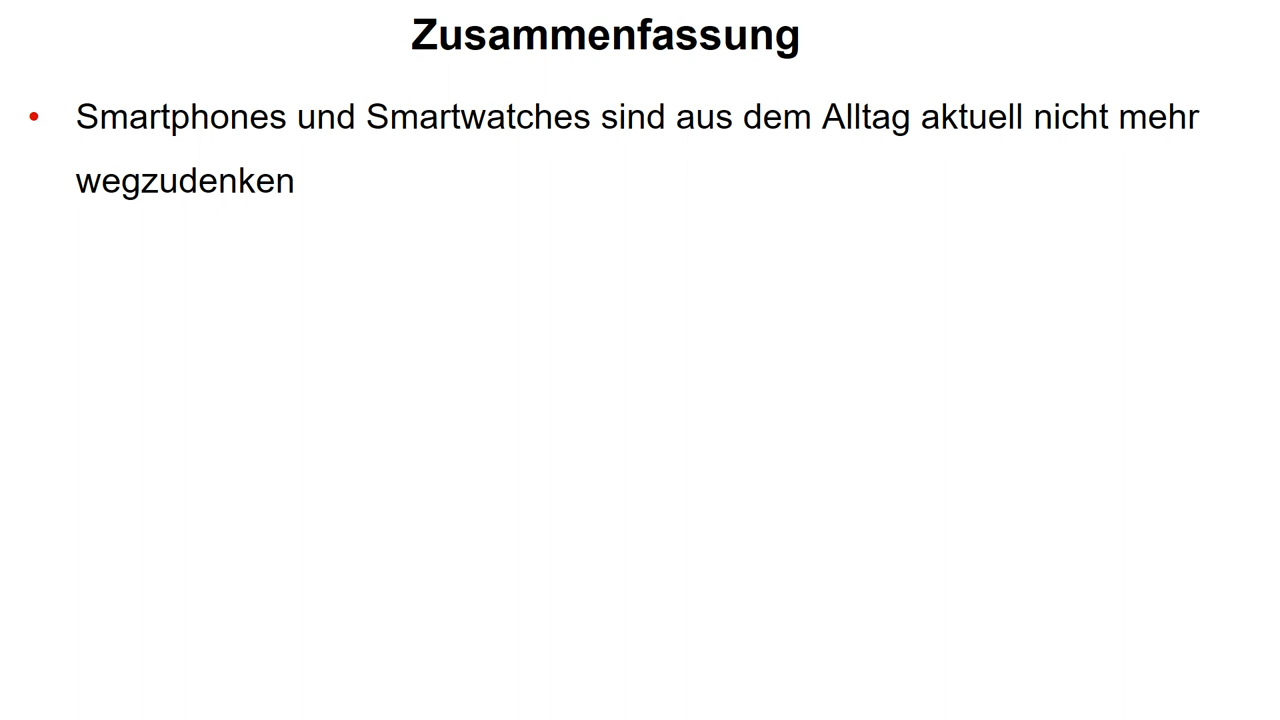 Zusammenfassung
• Smartphones und Smartwatches sind aus dem Alltag aktuell nicht mehr
wegzudenken